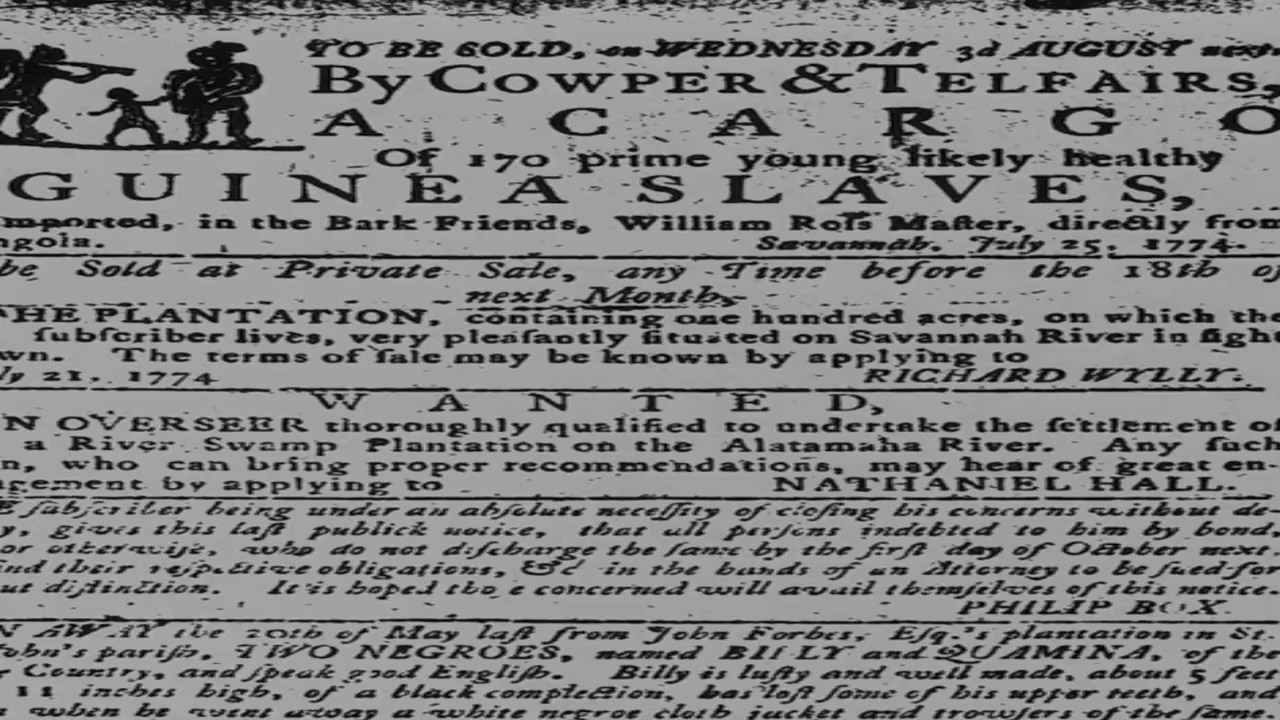 TO BE SOLD, on WEDNESDAY 3d AUGUST next
By COWPER & TELFAIRS,
A CARGO
Of 170 prime young likely healthy
GUINEA SLAVES,
mported, in the Bark Friends, William Roſs Maſter, directly from
ngola. Savannah, July 25, 1774.
be Sold at Private Sale, any Time before the 18th of
next Month,
THE PLANTATION, containing one hundred acres, on which the
ſubſcriber lives, very pleaſantly ſituated on Savannah River in ſight
wn. The terms of ſale may be known by applying to
ly 21, 1774 RICHARD WYLLY.
WANTED,
N OVERSEER thoroughly qualified to undertake the ſettlement of
a River Swamp Plantation on the Alatamaha River. Any ſuch
n, who can bring proper recommendations, may hear of great en-
gement by applying to NATHANIEL HALL.
E ſubſcriber being under an abſolute neceſſity of cloſing his concerns without de-
y, gives this laſt publick notice, that all perſons indebted to him by bond,
or otherwiſe, who do not diſcharge the ſame by the firſt day of October next,
ind their reſpective obligations, &c in the hands of an Attorney to be ſued for
ut diſtinction. It is hoped thoſe concerned will avail themſelves of this notice.
PHILIP BOX.
N AWAY the 20th of May laſt from John Forbes, Eſq.'s plantation in St.
John's pariſh, TWO NEGROES, named BILLY and QUAMINA, of the
Country, and ſpeak good Engliſh. Billy is luſty and well made, about 5 feet
11 inches high, of a black complection, has loſt ſome of his upper teeth, and
when he went away a white negroe cloth jacket and trowſers of the ſame.